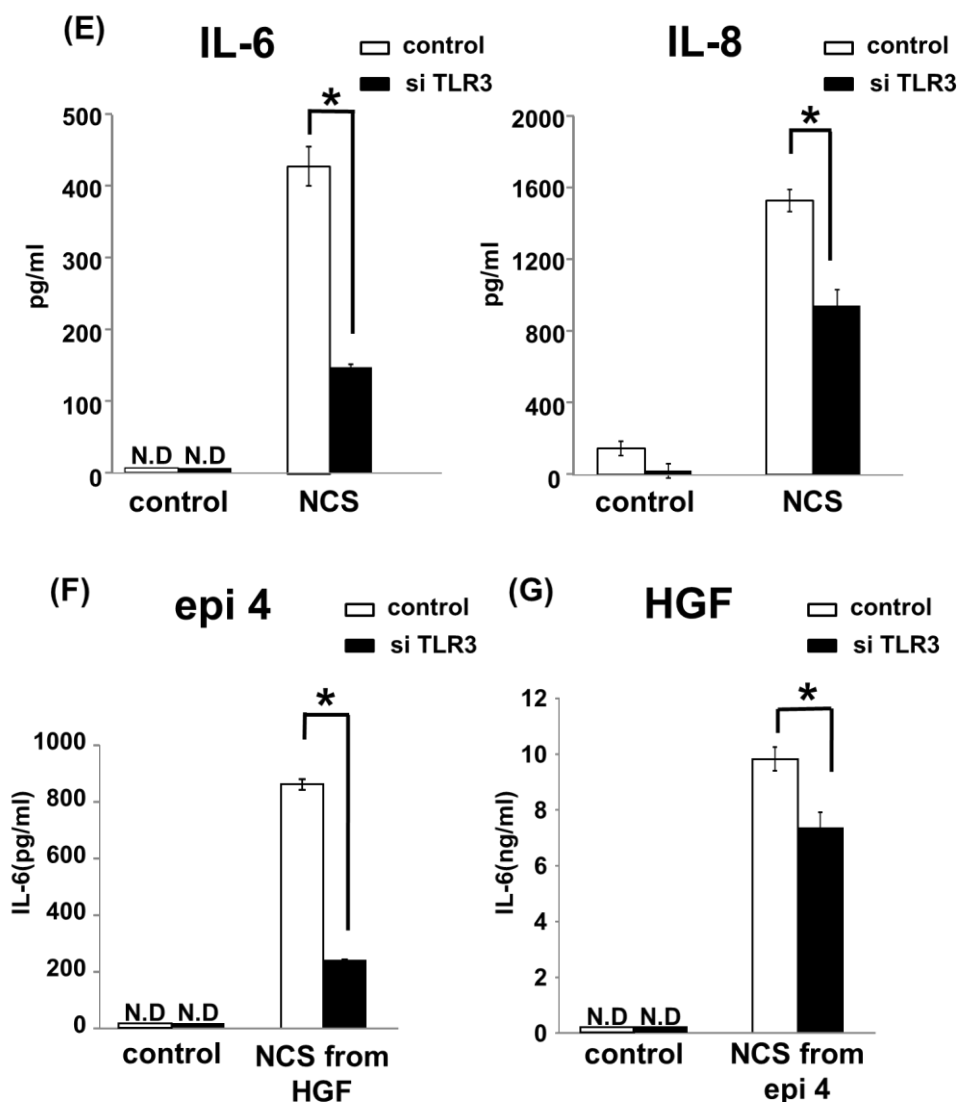 (E)
IL-6
control
si TLR3
*
500
400
300
200
100
0
pg/ml
N.D N.D
control
NCS
IL-8
control
si TLR3
*
2000
1600
1200
800
400
0
pg/ml
control
NCS
(F)
epi 4
control
si TLR3
*
1000
800
600
400
200
0
IL-6(pg/ml)
N.D N.D
control
NCS from
HGF
(G)
HGF
control
si TLR3
*
12
10
8
6
4
2
0
IL-6(ng/ml)
N.D N.D
control
NCS from
epi 4